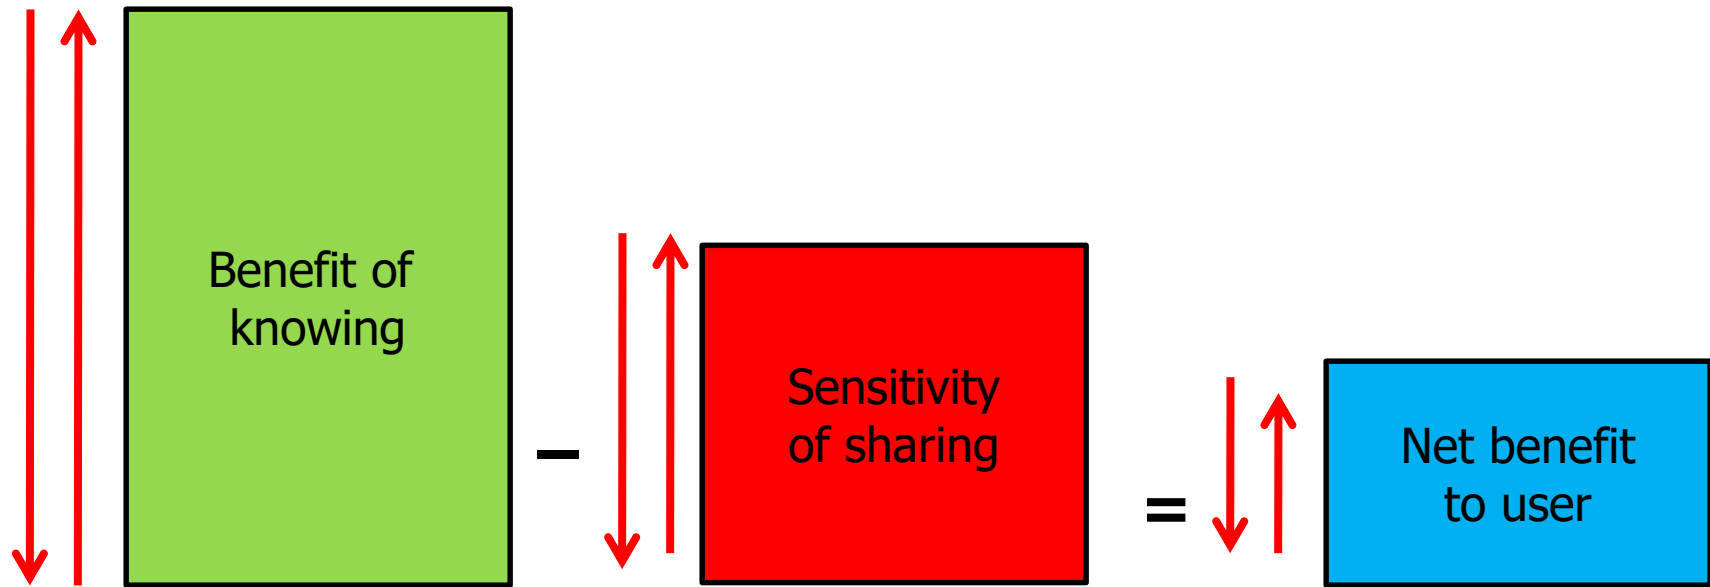 Benefit of
knowing
–
Sensitivity
of sharing
=
Net benefit
to user